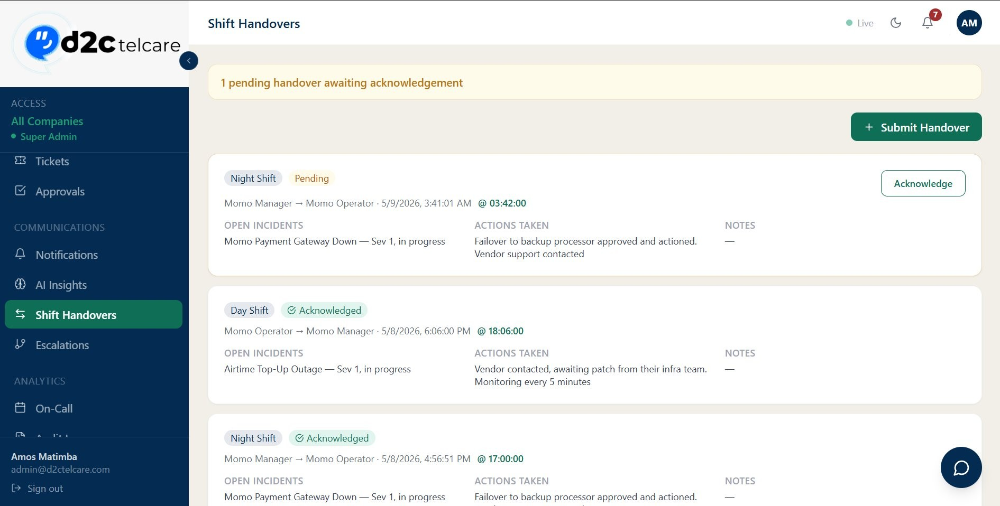 d2c telcare
Shift Handovers
Live
7
AM
ACCESS
All Companies
Super Admin
Tickets
Approvals
COMMUNICATIONS
Notifications
AI Insights
Shift Handovers
Escalations
ANALYTICS
On-Call
Amos Matimba
admin@d2ctelcare.com
Sign out
1 pending handover awaiting acknowledgement
+ Submit Handover
Night Shift Pending
Acknowledge
Momo Manager → Momo Operator · 5/9/2026, 3:41:01 AM @ 03:42:00
OPEN INCIDENTS
Momo Payment Gateway Down — Sev 1, in progress
ACTIONS TAKEN
Failover to backup processor approved and actioned.
Vendor support contacted
NOTES
—
Day Shift Acknowledged
Momo Operator → Momo Manager · 5/8/2026, 6:06:00 PM @ 18:06:00
OPEN INCIDENTS
Airtime Top-Up Outage — Sev 1, in progress
ACTIONS TAKEN
Vendor contacted, awaiting patch from their infra team.
Monitoring every 5 minutes
NOTES
—
Night Shift Acknowledged
Momo Manager → Momo Operator · 5/8/2026, 4:56:51 PM @ 17:00:00
OPEN INCIDENTS
Momo Payment Gateway Down — Sev 1, in progress
ACTIONS TAKEN
Failover to backup processor approved and actioned.
NOTES
—